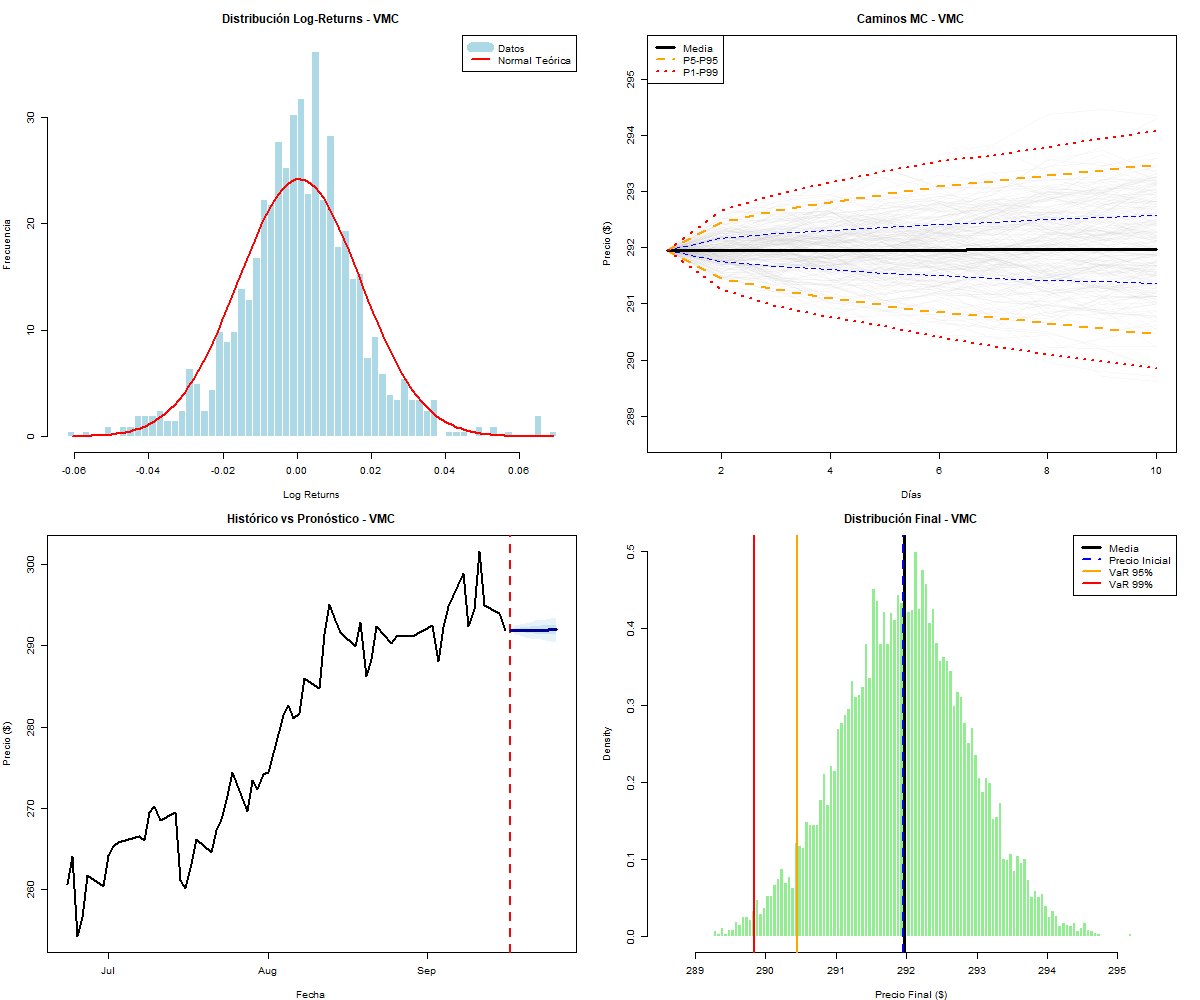 Distribución Log-Returns - VMC
Datos
Normal Teórica
Frecuencia
30
20
10
0
-0.06
-0.04
-0.02
0.00
0.02
0.04
0.06
Log Returns
Caminos MC - VMC
Media
P5-P95
P1-P99
Precio ($)
295
294
293
292
291
290
289
2
4
6
8
10
Días
Histórico vs Pronóstico - VMC
Precio ($)
300
290
280
270
260
Jul
Aug
Sep
Fecha
Distribución Final - VMC
Media
Precio Inicial
VaR 95%
VaR 99%
Density
0.5
0.4
0.3
0.2
0.1
0.0
289
290
291
292
293
294
295
Precio Final ($)